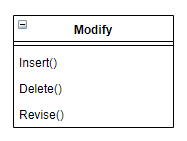 Modify
Insert()
Delete()
Revise()